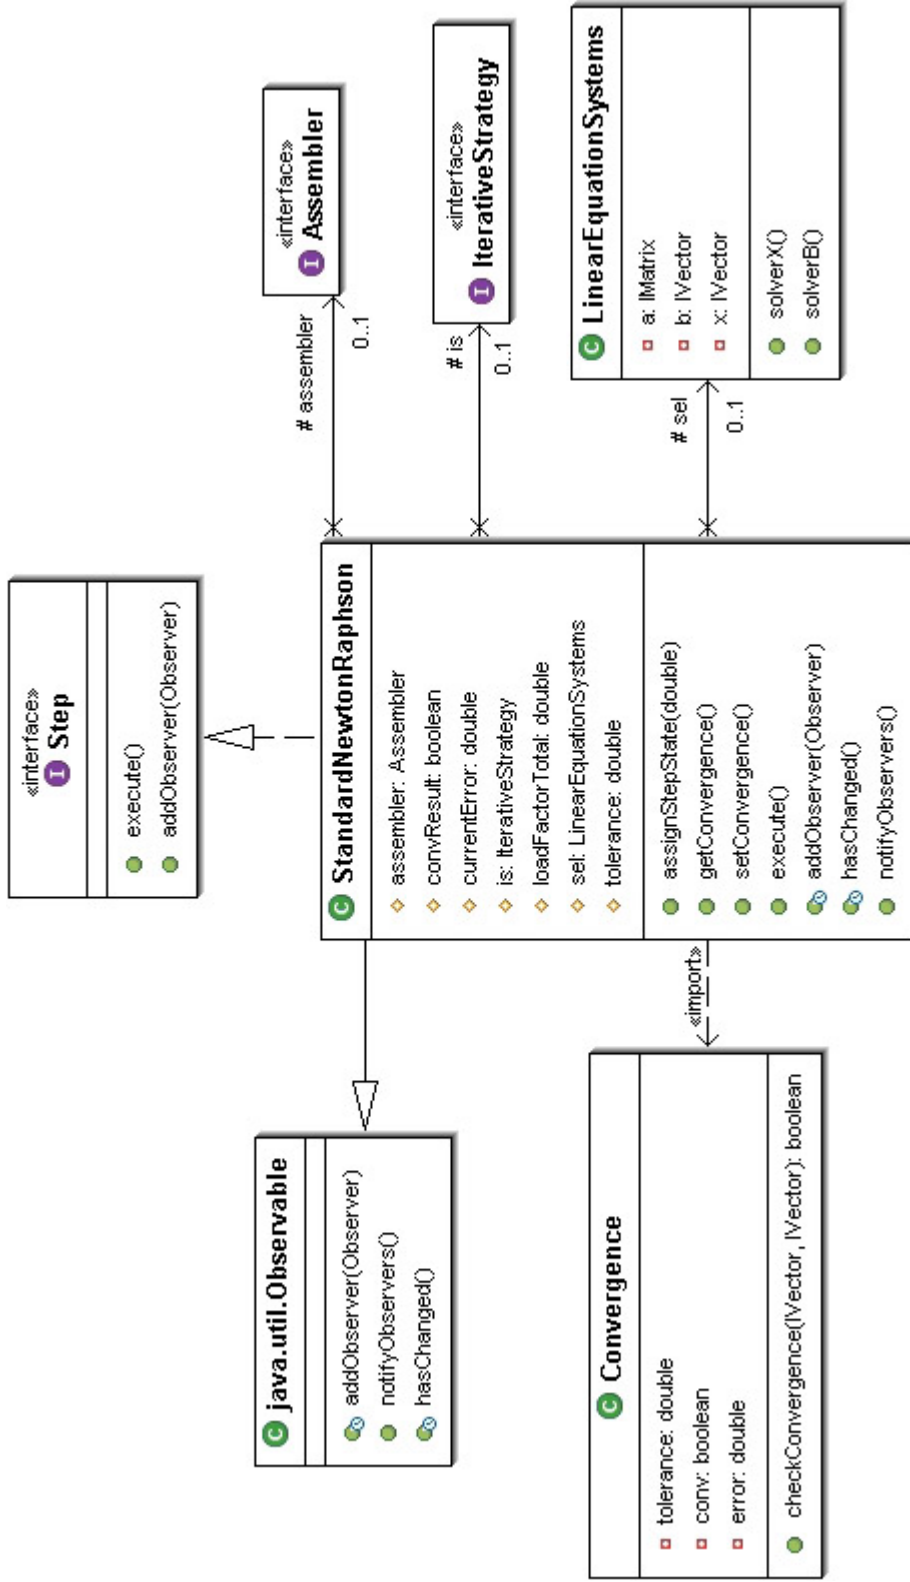 «interface»
I Step
execute()
addObserver(Observer)
C java.util.Observable
addObserver(Observer)
notifyObservers()
hasChanged()
C StandardNewtonRaphson
assembler: Assembler
convResult: boolean
currentError: double
is: IterativeStrategy
loadFactorTotal: double
sel: LinearEquationSystems
tolerance: double
assignStepState(double)
getConvergence()
setConvergence()
execute()
addObserver(Observer)
hasChanged()
notifyObservers()
# assembler
0..1
«interface»
I Assembler
# is
0..1
«interface»
I IterativeStrategy
# sel
0..1
C LinearEquationSystems
a: IMatrix
b: IVector
x: IVector
solverX()
solverB()
«import»
C Convergence
tolerance: double
conv: boolean
error: double
checkConvergence(IVector, IVector): boolean